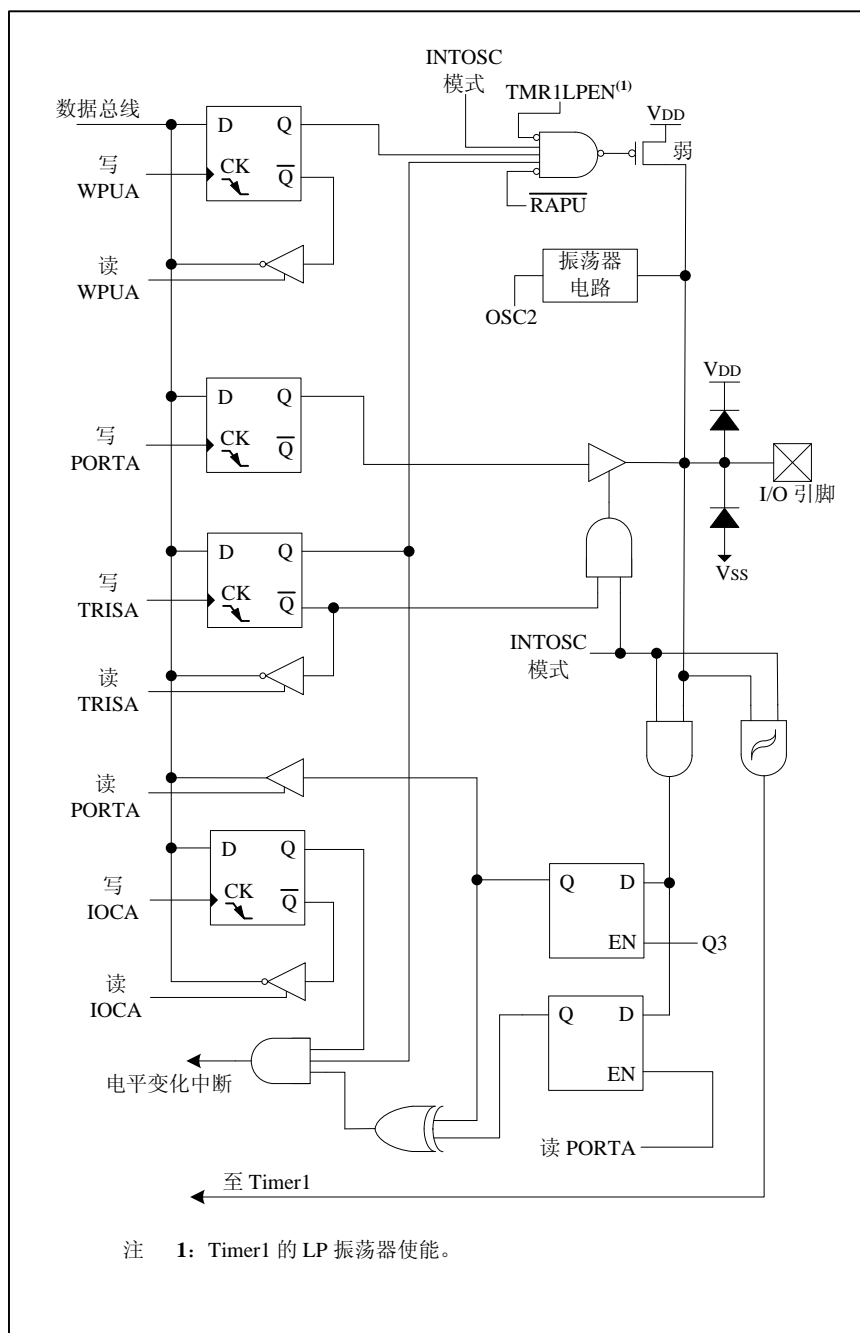 INTOSC
模式
TMR1LPEN(1)
VDD
弱
数据总线
D Q
CK Q
写
WPUA
RAPU
读
WPUA
振荡器
电路
OSC2
VDD
D Q
CK Q
写
PORTA
I/O 引脚
VSS
D Q
CK Q
写
TRISA
INTOSC
模式
读
TRISA
读
PORTA
D Q
CK Q
写
IOCA
Q D
EN
Q3
读
IOCA
Q D
EN
电平变化中断
读 PORTA
至 Timer1
注 1：Timer1 的 LP 振荡器使能。